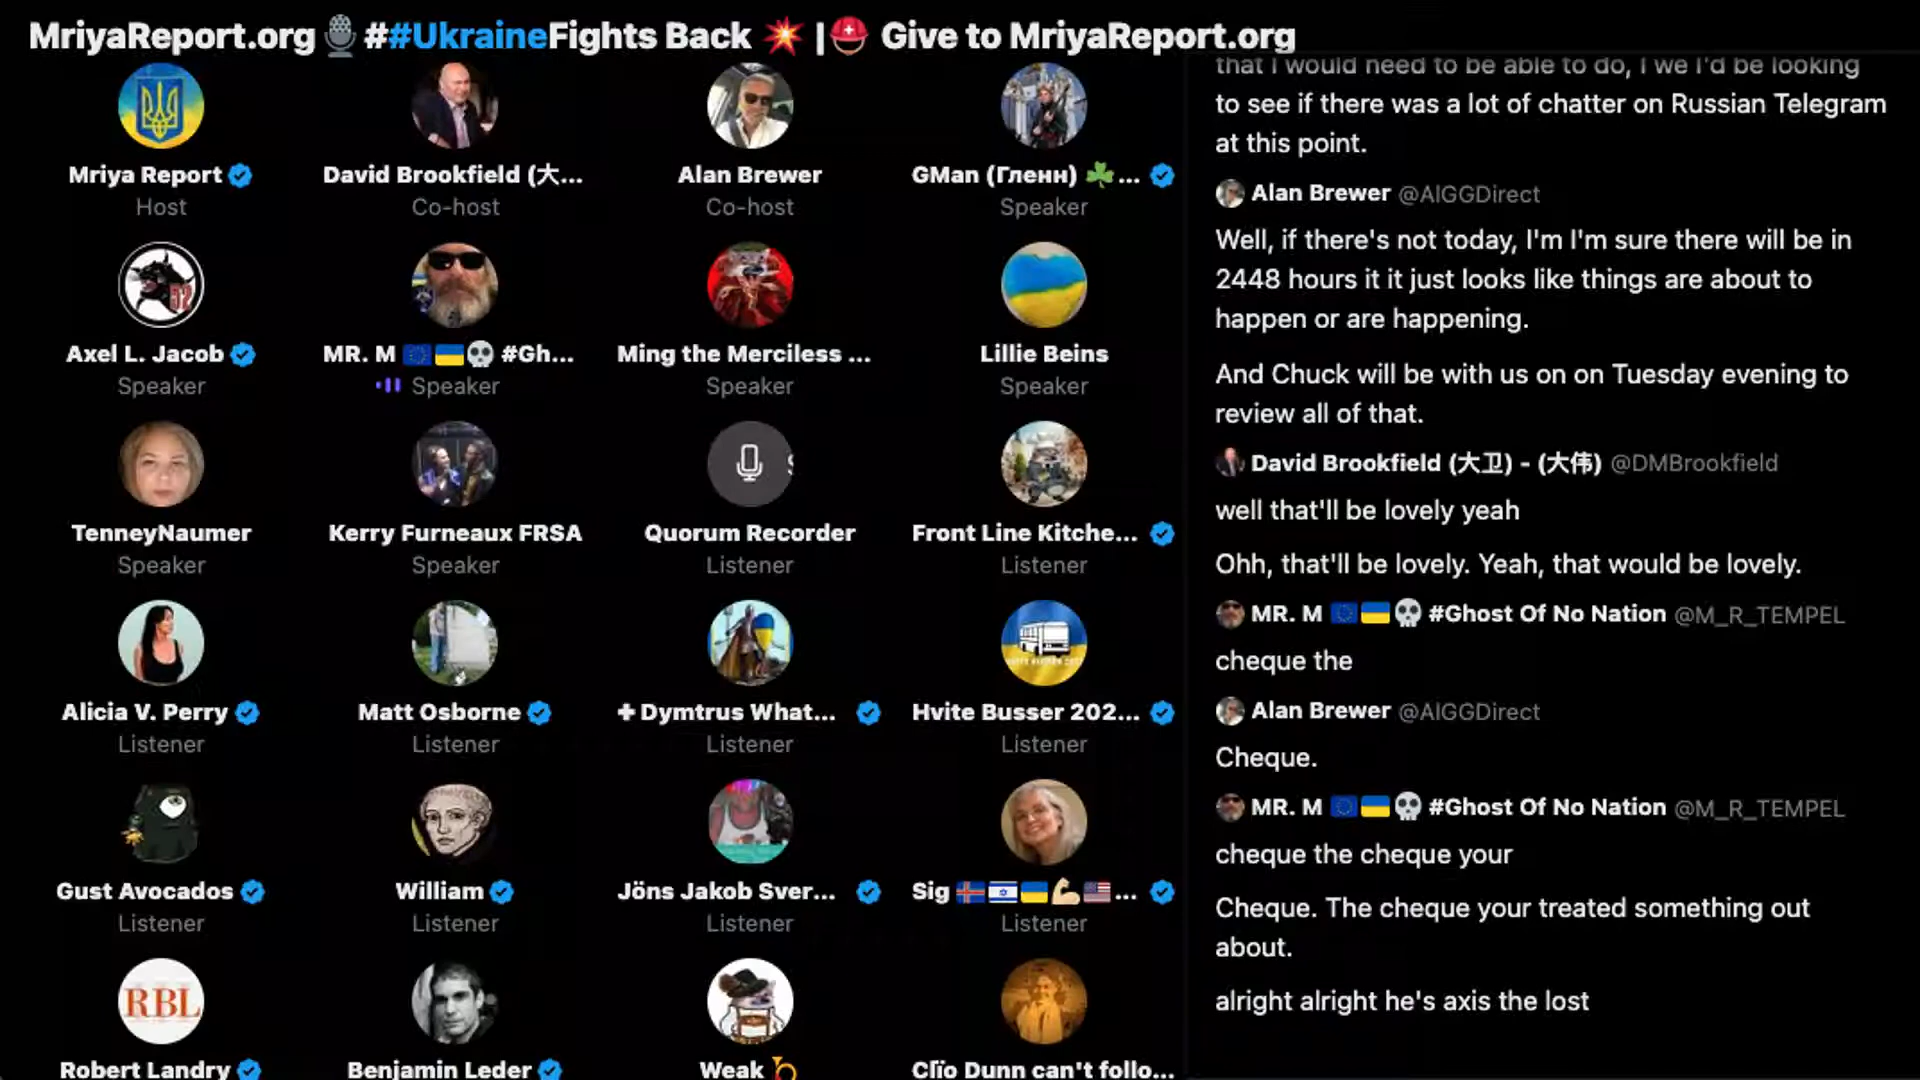 MriyaReport.org🎙️##UkraineFights Back 💥 |⛑️ Give to MriyaReport.org
Mriya Report
Host
David Brookfield (大...
Co-host
Alan Brewer
Co-host
GMan (Гленн) ☘️...
Speaker
Axel L. Jacob
Speaker
MR. M 🇪🇺🇺🇦💀 #Gh...
Speaker
Ming the Merciless ...
Speaker
Lillie Beins
Speaker
TenneyNaumer
Speaker
Kerry Furneaux FRSA
Speaker
Quorum Recorder
Listener
Front Line Kitche...
Listener
Alicia V. Perry
Listener
Matt Osborne
Listener
✚ Dymtrus What...
Listener
Hvite Busser 202...
Listener
Gust Avocados
Listener
William
Listener
Jöns Jakob Sver...
Listener
Sig 🇮🇸🇮🇱🇺🇦💪🏼🇺🇸...
Listener
RBL
Robert Landry
Benjamin Leder
Weak 📯
Clïo Dunn can't follo...
that I would need to be able to do, I we I'd be looking
to see if there was a lot of chatter on Russian Telegram
at this point.
Alan Brewer @AlGGDirect
Well, if there's not today, I'm I'm sure there will be in
2448 hours it it just looks like things are about to
happen or are happening.
And Chuck will be with us on on Tuesday evening to
review all of that.
David Brookfield (大卫) - (大伟) @DMBrookfield
well that'll be lovely yeah
Ohh, that'll be lovely. Yeah, that would be lovely.
MR. M 🇪🇺🇺🇦💀 #Ghost Of No Nation @M_R_TEMPEL
cheque the
Alan Brewer @AlGGDirect
Cheque.
MR. M 🇪🇺🇺🇦💀 #Ghost Of No Nation @M_R_TEMPEL
cheque the cheque your
Cheque. The cheque your treated something out
about.
alright alright he's axis the lost